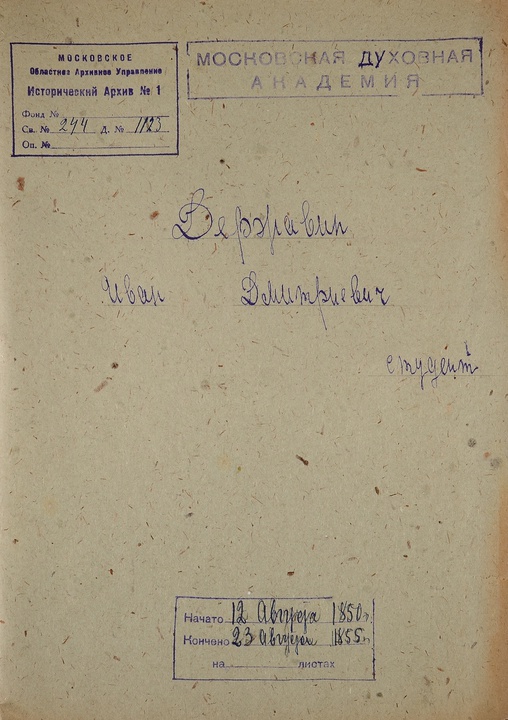 МОСКОВСКОЕ
Областное Архивное Управление
Исторический Архив № 1
Фонд №
Св. № 244 Д. № 1123
Оп. №
МОСКОВСКАЯ ДУХОВНАЯ
АКАДЕМИЯ
Державин
Иван Дмитриевич
студент
Начато 12 Августа 1850 г.
Кончено 23 Августа 1855 г.
на листах